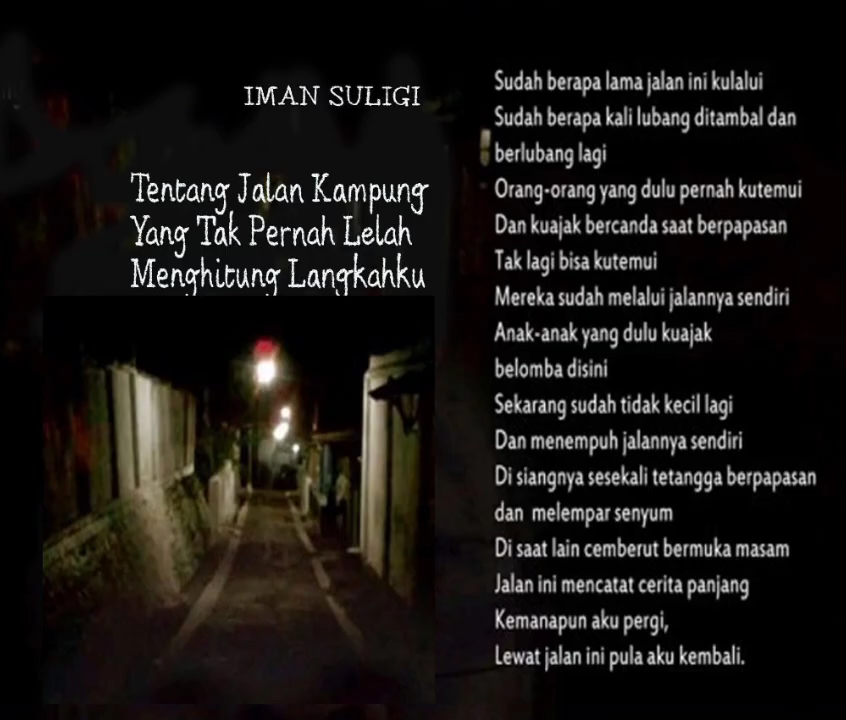 IMAN SULIGI
Tentang Jalan Kampung
Yang Tak Pernah Lelah
Menghitung Langkahku
Sudah berapa lama jalan ini kulalui
Sudah berapa kali lubang ditambal dan
berlubang lagi
Orang-orang yang dulu pernah kutemui
Dan kuajak bercanda saat berpapasan
Tak lagi bisa kutemui
Mereka sudah melalui jalannya sendiri
Anak-anak yang dulu kuajak
belomba disini
Sekarang sudah tidak kecil lagi
Dan menempuh jalannya sendiri
Di siangnya sesekali tetangga berpapasan
dan melempar senyum
Di saat lain cemberut bermuka masam
Jalan ini mencatat cerita panjang
Kemanapun aku pergi,
Lewat jalan ini pula aku kembali.